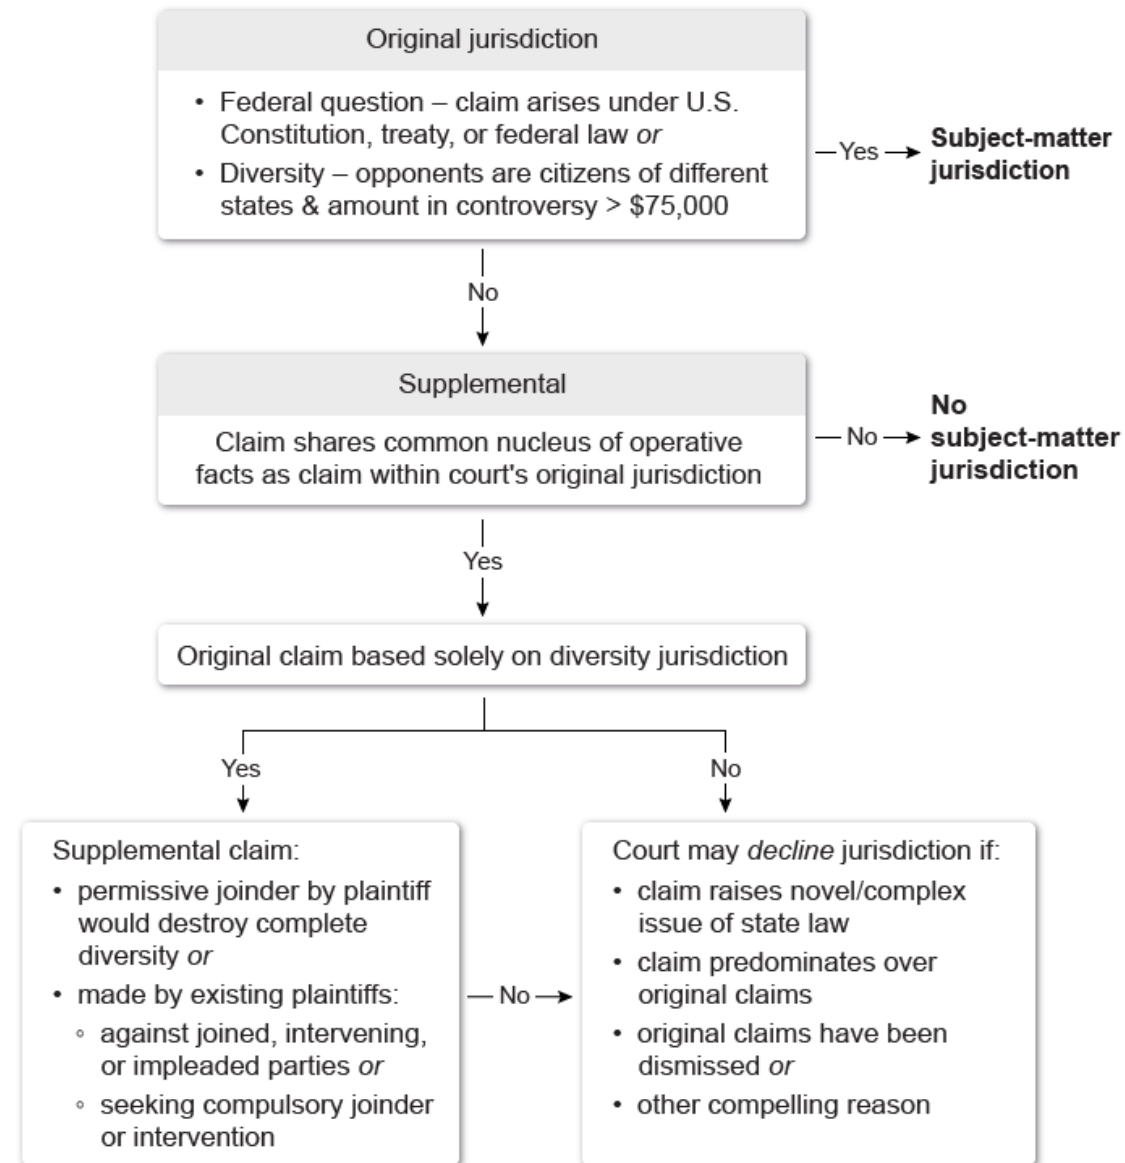 Original jurisdiction
• Federal question – claim arises under U.S.
Constitution, treaty, or federal law or
• Diversity – opponents are citizens of different
states & amount in controversy > $75,000
Yes
Subject-matter
jurisdiction
No
Supplemental
Claim shares common nucleus of operative
facts as claim within court's original jurisdiction
No
No
subject-matter
jurisdiction
Yes
Original claim based solely on diversity jurisdiction
Yes
No
Supplemental claim:
• permissive joinder by plaintiff
would destroy complete
diversity or
• made by existing plaintiffs:
◦ against joined, intervening,
or impleaded parties or
◦ seeking compulsory joinder
or intervention
No
Court may decline jurisdiction if:
• claim raises novel/complex
issue of state law
• claim predominates over
original claims
• original claims have been
dismissed or
• other compelling reason